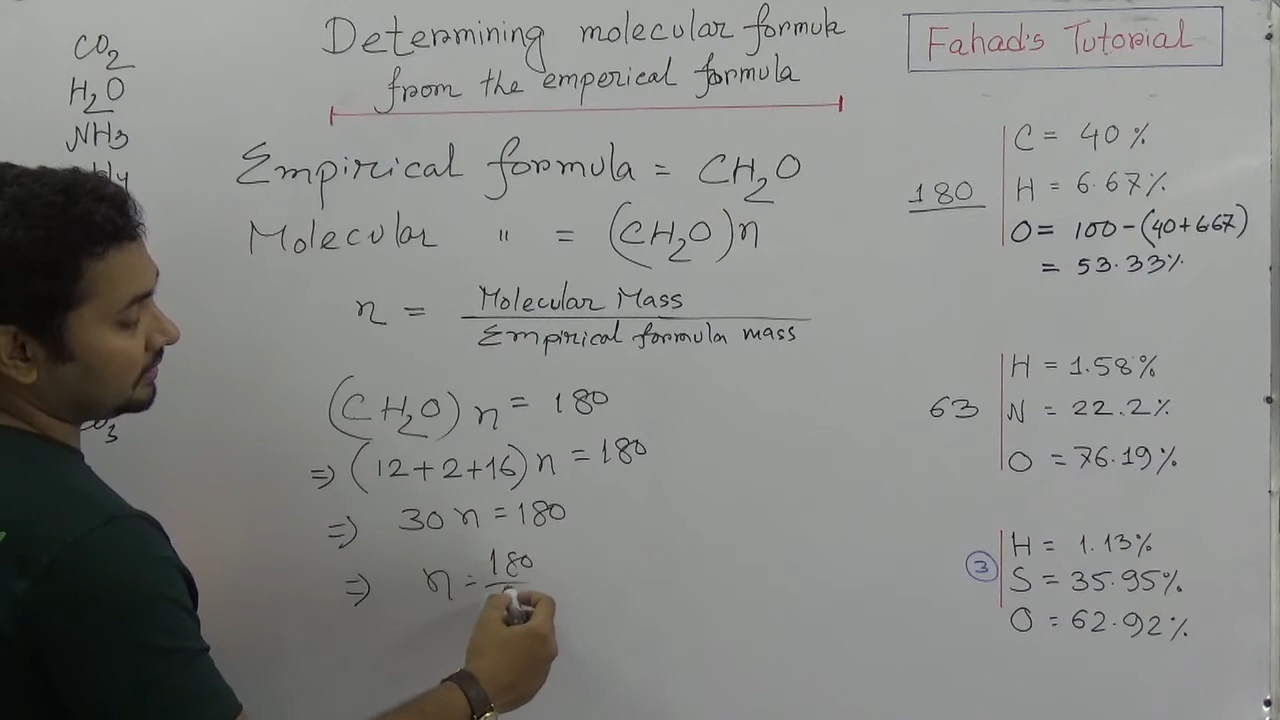 CO2
H2O
NH3
Determining molecular formula
from the emperical formula
Fahad's Tutorial
Empirical formula = CH2O
Molecular " = (CH2O)n
n = Molecular Mass
Empirical formula mass
(CH2O)n = 180
⇒ (12+2+16)n = 180
⇒ 30n = 180
⇒ n = 180
180
C = 40%
H = 6.67%
O = 100-(40+6.67)
= 53.33%
63
H = 1.58%
N = 22.2%
O = 76.19%
3
H = 1.13%
S = 35.95%
O = 62.92%